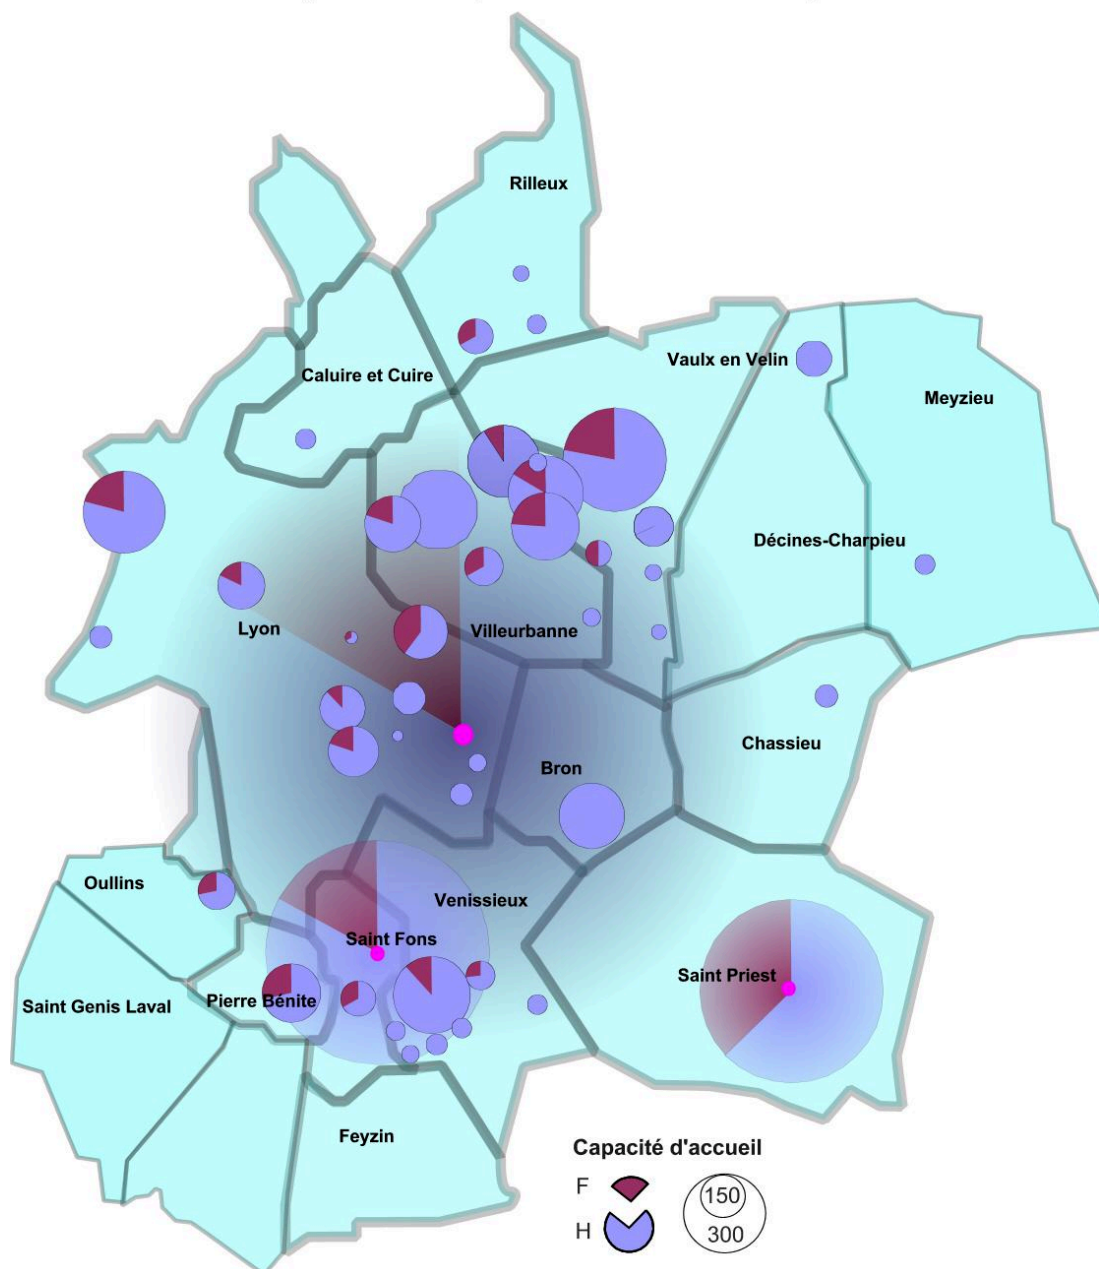 Rilleux
Caluire et Cuire
Vaulx en Velin
Meyzieu
Décines-Charpieu
Lyon
Villeurbanne
Chassieu
Bron
Oullins
Venissieux
Saint Fons
Saint Priest
Saint Genis Laval
Pierre Bénite
Feyzin
Capacité d'accueil
F
H
150
300